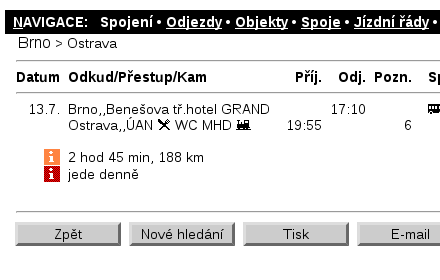 NAVIGACE: Spojení • Odjezdy • Objekty • Spoje • Jízdní řády •
Brno > Ostrava
Datum Odkud/Přestup/Kam Příj. Odj. Pozn. Sp
13.7. Brno,,Benešova tř.hotel GRAND 17:10
Ostrava,,ÚAN WC MHD 19:55 6
2 hod 45 min, 188 km
jede denně
Zpět Nové hledání Tisk E-mail